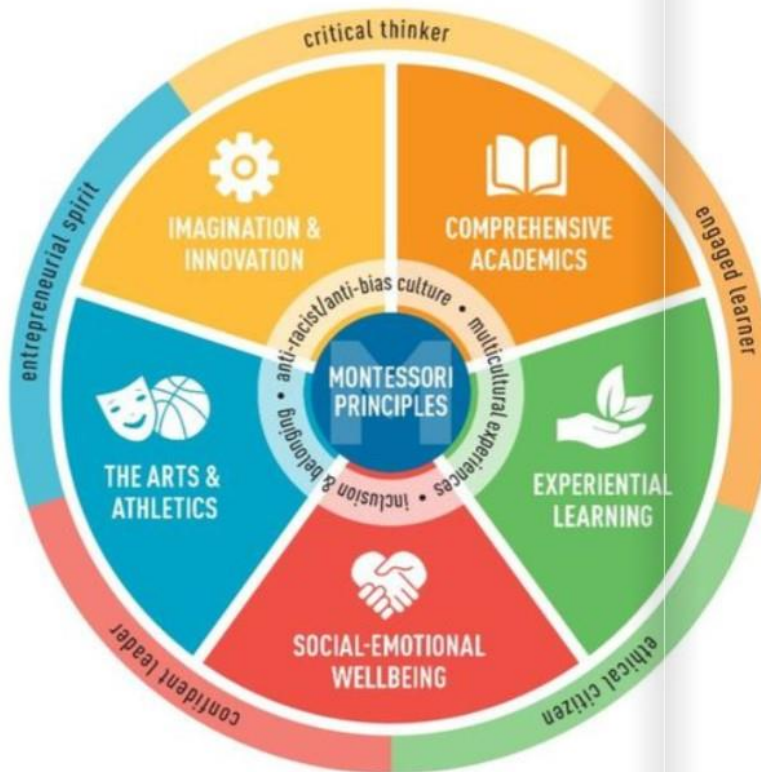 critical thinker
engaged learner
ethical citizen
confident leader
entrepreneurial spirit
IMAGINATION &
INNOVATION
COMPREHENSIVE
ACADEMICS
EXPERIENTIAL
LEARNING
SOCIAL-EMOTIONAL
WELLBEING
THE ARTS &
ATHLETICS
anti-racist/anti-bias culture • multicultural experiences • inclusion & belonging •
M
MONTESSORI
PRINCIPLES